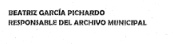 BEATRIZ GARCÍA PICHARDO
RESPONSABLE DEL ARCHIVO MUNICIPAL